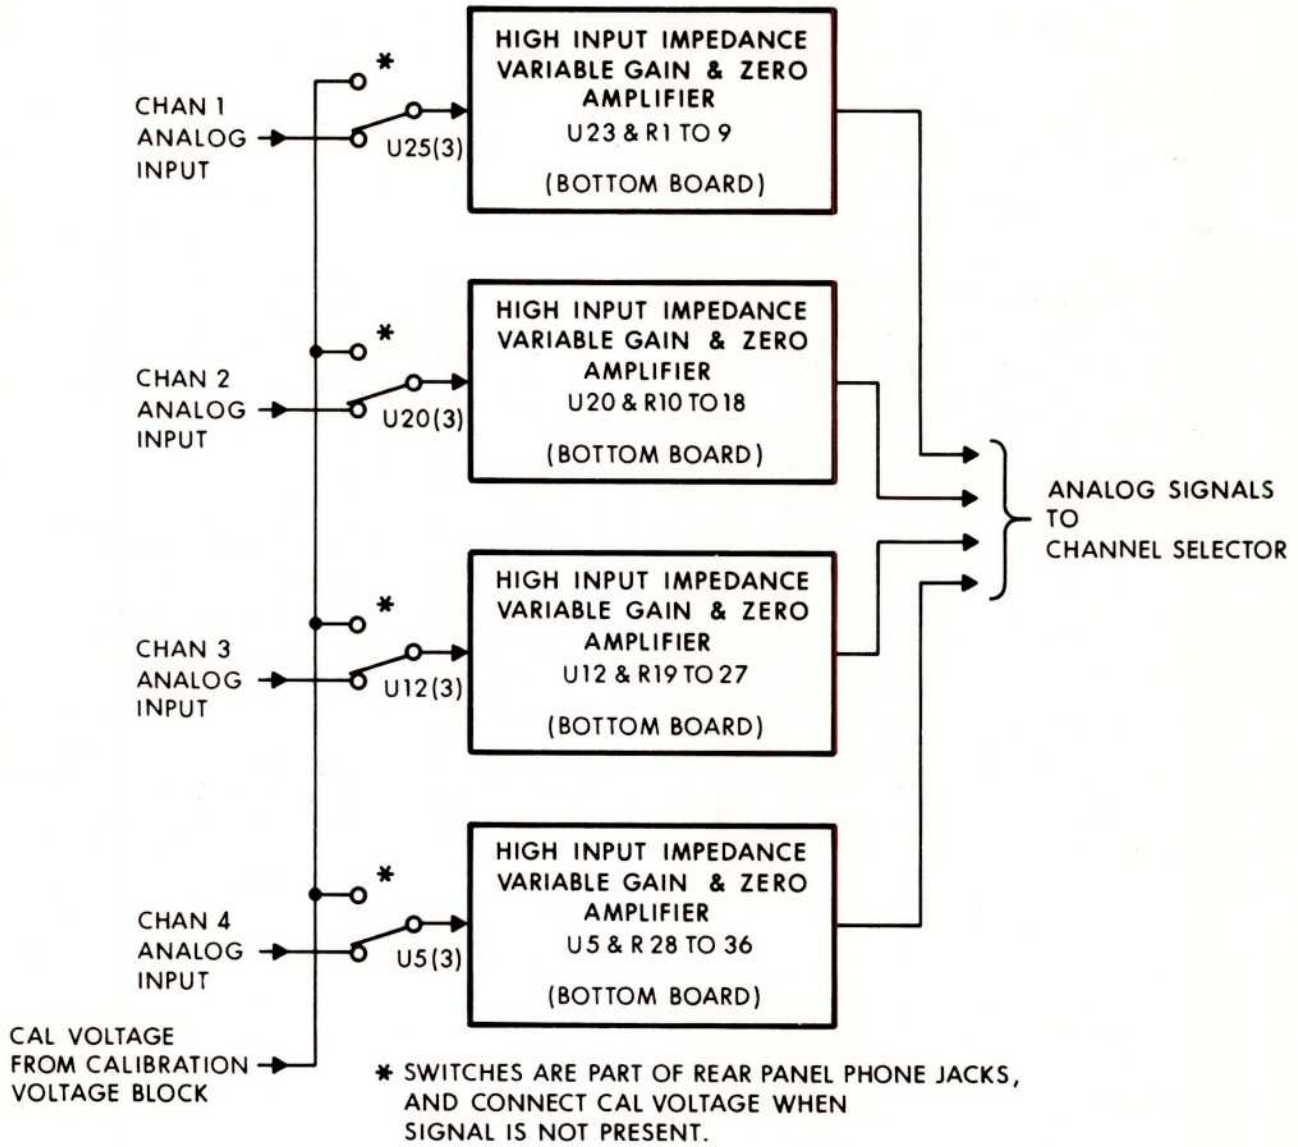 *
CHAN 1
ANALOG
INPUT
U25(3)
HIGH INPUT IMPEDANCE
VARIABLE GAIN & ZERO
AMPLIFIER
U23 & R1 TO 9
(BOTTOM BOARD)
*
CHAN 2
ANALOG
INPUT
U20(3)
HIGH INPUT IMPEDANCE
VARIABLE GAIN & ZERO
AMPLIFIER
U20 & R10 TO 18
(BOTTOM BOARD)
ANALOG SIGNALS
TO
CHANNEL SELECTOR
*
CHAN 3
ANALOG
INPUT
U12(3)
HIGH INPUT IMPEDANCE
VARIABLE GAIN & ZERO
AMPLIFIER
U12 & R19 TO 27
(BOTTOM BOARD)
*
CHAN 4
ANALOG
INPUT
U5(3)
HIGH INPUT IMPEDANCE
VARIABLE GAIN & ZERO
AMPLIFIER
U5 & R 28 TO 36
(BOTTOM BOARD)
CAL VOLTAGE
FROM CALIBRATION
VOLTAGE BLOCK
* SWITCHES ARE PART OF REAR PANEL PHONE JACKS,
AND CONNECT CAL VOLTAGE WHEN
SIGNAL IS NOT PRESENT.